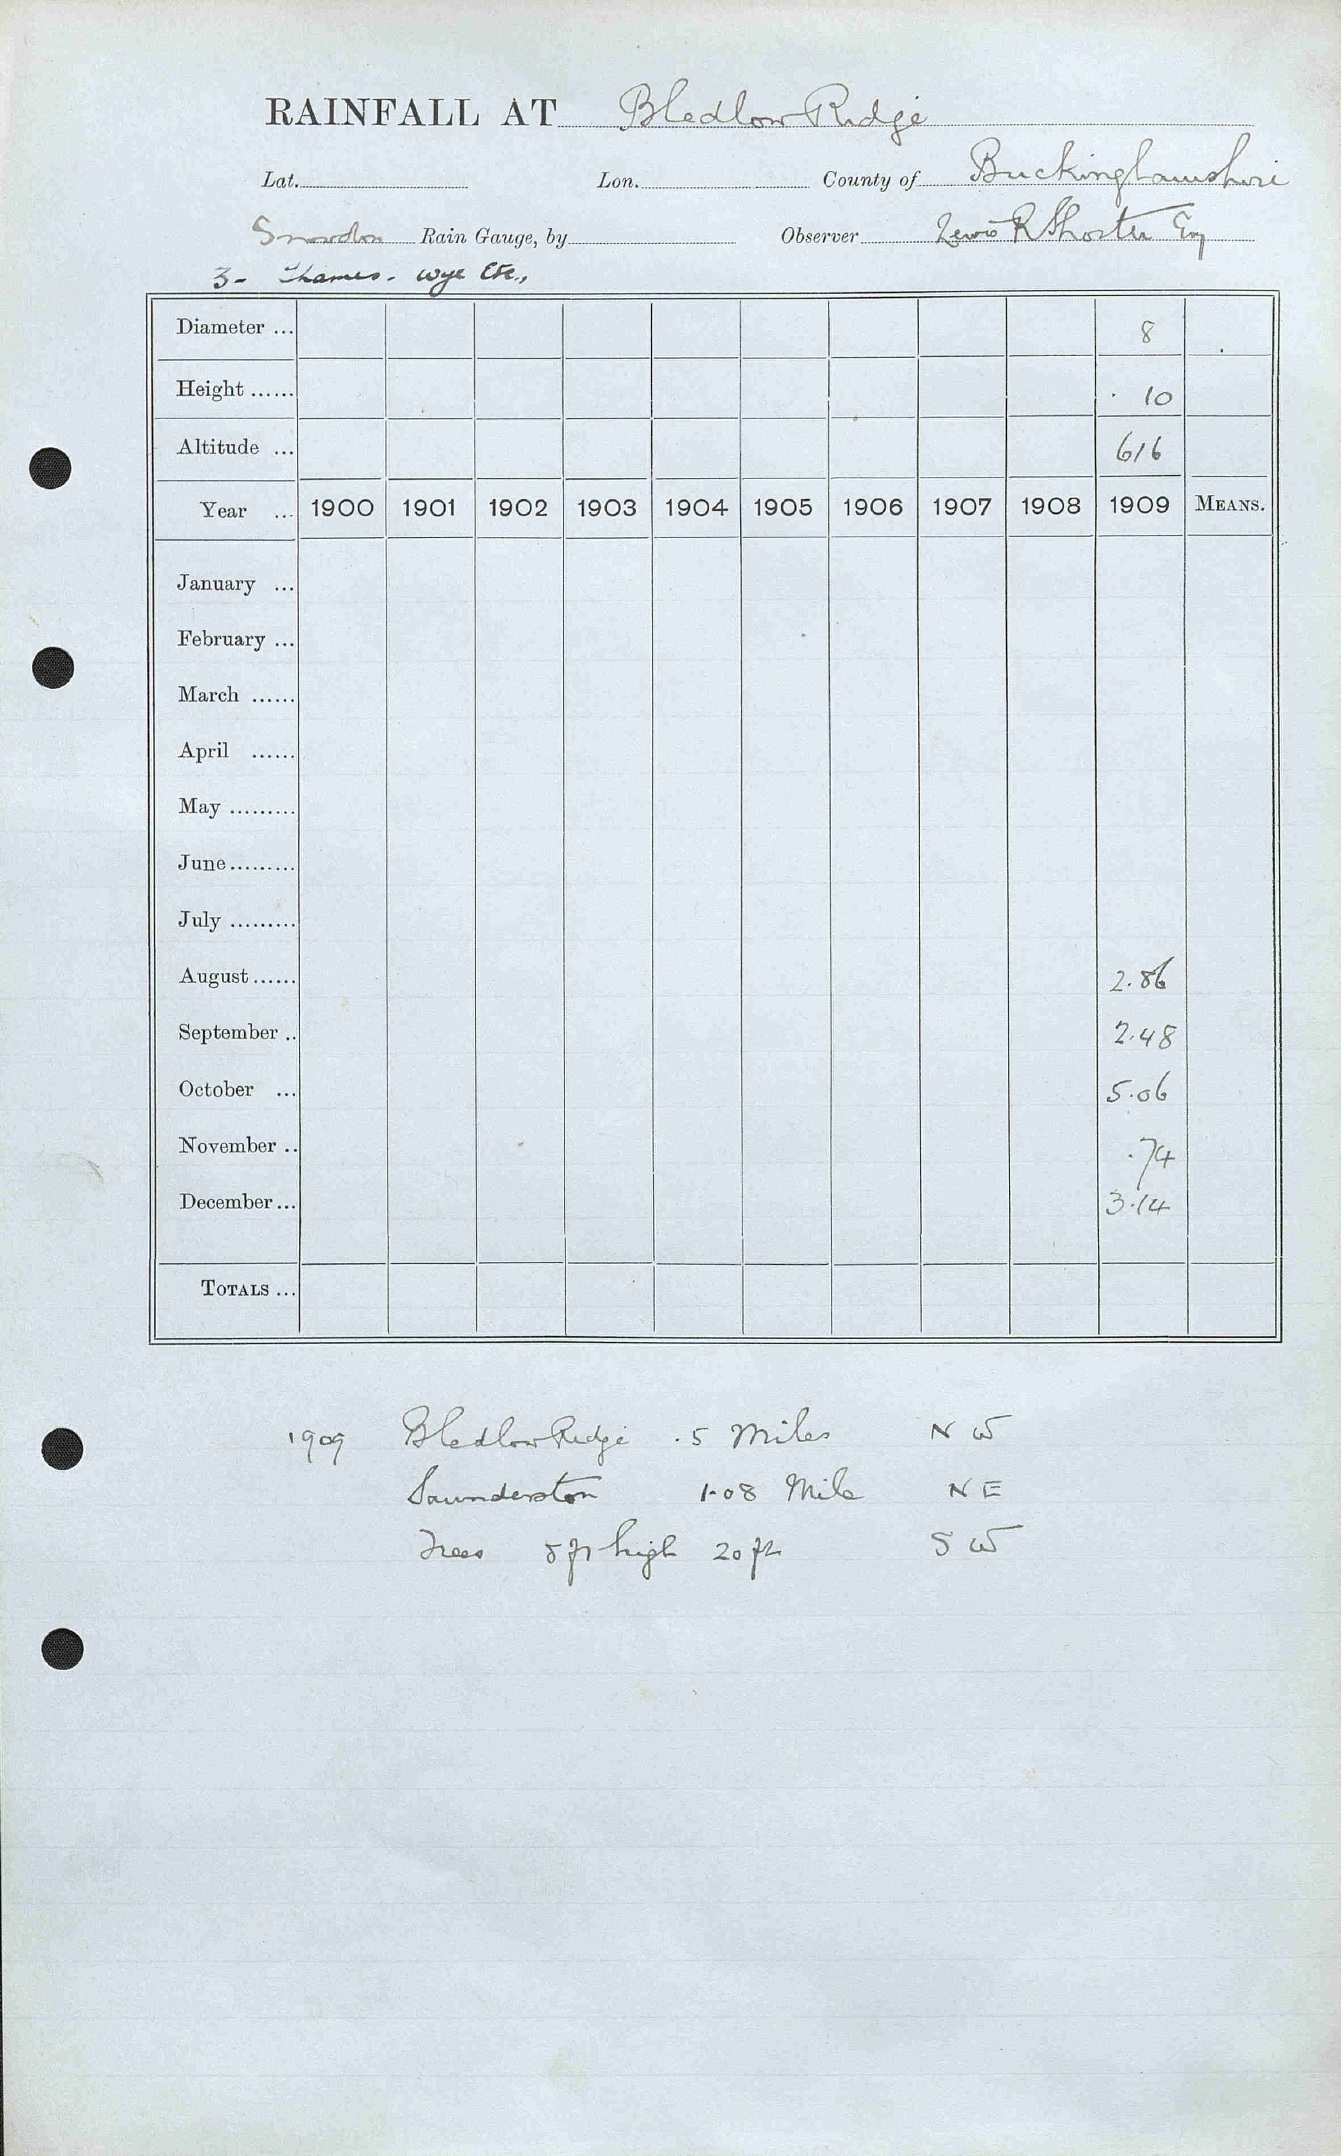 RAINFALL AT Bledlow Ridge
Lat. Lon. County of Buckinghamshire
Snowdon Rain Gauge, by Observer Lewis R Shorter Esq
3 - Thames - Wye Etc.,
Diameter ... 8
Height ...... 10
Altitude ... 616
Year ... 1900 1901 1902 1903 1904 1905 1906 1907 1908 1909 MEANS.
January ...
February ...
March ......
April ......
May .........
June .........
July .........
August ...... 2.86
September .. 2.48
October ... 5.06
November .. .74
December ... 3.14
TOTALS ...
1909 Bledlow Ridge .5 Miles N W
Saunderton 1.08 Mile N E
Trees 8 ft high 20 ft S W